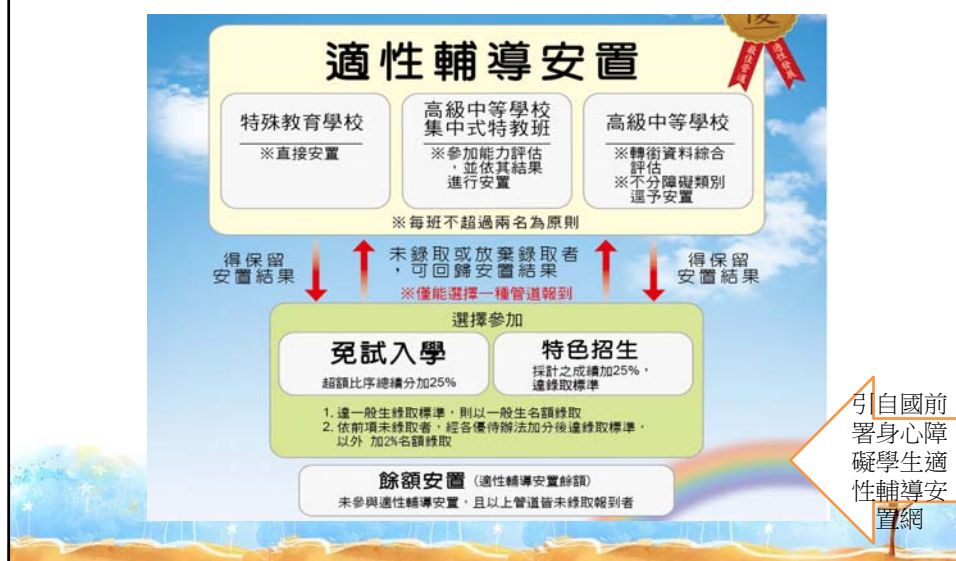 優
最佳管道
適性發展
適性輔導安置
特殊教育學校
※直接安置
高級中等學校
集中式特教班
※參加能力評估
，並依其結果
進行安置
高級中等學校
※轉銜資料綜合
評估
※不分障礙類別
逕予安置
※每班不超過兩名為原則
得保留
安置結果
未錄取或放棄錄取者
，可回歸安置結果
※僅能選擇一種管道報到
得保留
安置結果
選擇參加
免試入學
超額比序總績分加25%
特色招生
採計之成績加25%，
達錄取標準
1. 達一般生錄取標準，則以一般生名額錄取
2. 依前項未錄取者，經各優待辦法加分後達錄取標準，
以外 加2%名額錄取
餘額安置（適性輔導安置餘額）
未參與適性輔導安置，且以上管道皆未錄取報到者
引自國前
署身心障
礙學生適
性輔導安
置網